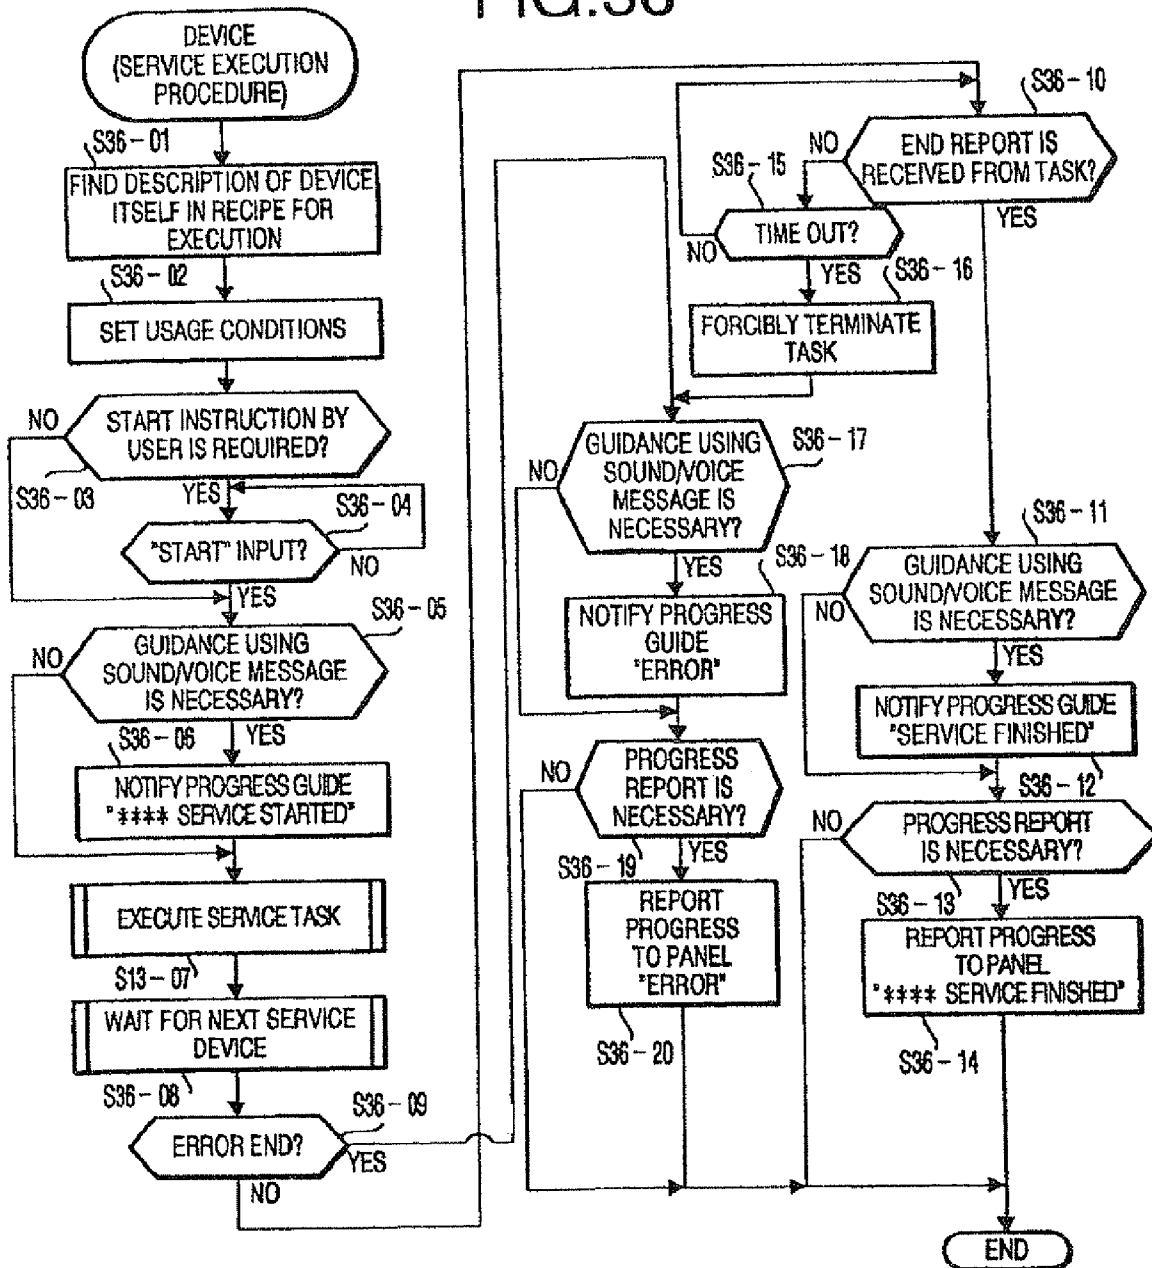 DEVICE
(SERVICE EXECUTION
PROCEDURE)
S36-01
FIND DESCRIPTION OF DEVICE
ITSELF IN RECIPE FOR
EXECUTION
S36-02
SET USAGE CONDITIONS
NO
START INSTRUCTION BY
USER IS REQUIRED?
S36-03
YES
S36-04
"START" INPUT?
NO
YES
S36-05
NO
GUIDANCE USING
SOUND/VOICE MESSAGE
IS NECESSARY?
S36-06
YES
NOTIFY PROGRESS GUIDE
"**** SERVICE STARTED"
EXECUTE SERVICE TASK
S13-07
WAIT FOR NEXT SERVICE
DEVICE
S36-08
S36-09
ERROR END?
YES
NO
S36-10
NO
END REPORT IS
RECEIVED FROM TASK?
YES
S36-15
TIME OUT?
NO
YES
S36-16
FORCIBLY TERMINATE
TASK
S36-17
NO
GUIDANCE USING
SOUND/VOICE
MESSAGE IS
NECESSARY?
YES
S36-18
NOTIFY PROGRESS
GUIDE
"ERROR"
NO
PROGRESS
REPORT IS
NECESSARY?
S36-19
YES
REPORT
PROGRESS
TO PANEL
"ERROR"
S36-20
S36-11
GUIDANCE USING
SOUND/VOICE MESSAGE
IS NECESSARY?
NO
YES
NOTIFY PROGRESS GUIDE
"SERVICE FINISHED"
S36-12
NO
PROGRESS REPORT
IS NECESSARY?
S36-13
YES
REPORT PROGRESS
TO PANEL
"**** SERVICE FINISHED"
S36-14
END